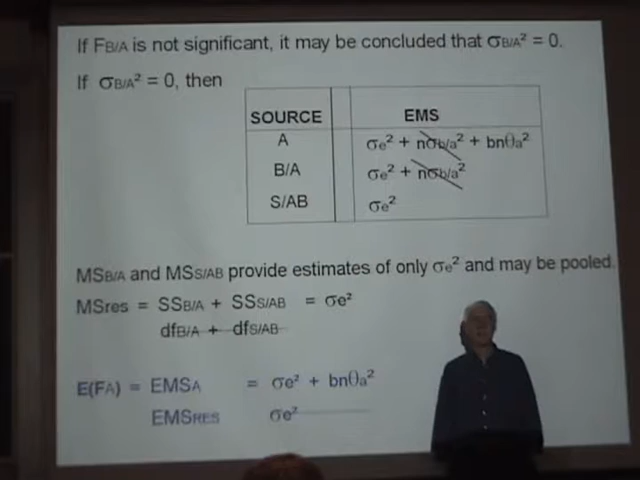 If FB/A is not significant, it may be concluded that σB/A² = 0.
If σB/A² = 0, then
SOURCE EMS
A σe² + nσb/a² + bnθa²
B/A σe² + nσb/a²
S/AB σe²
MSB/A and MSS/AB provide estimates of only σe² and may be pooled.
MSres = SSB/A + SSS/AB = σe²
dfB/A + dfS/AB
E(FA) = EMSA = σe² + bnθa²
EMSRES σe²